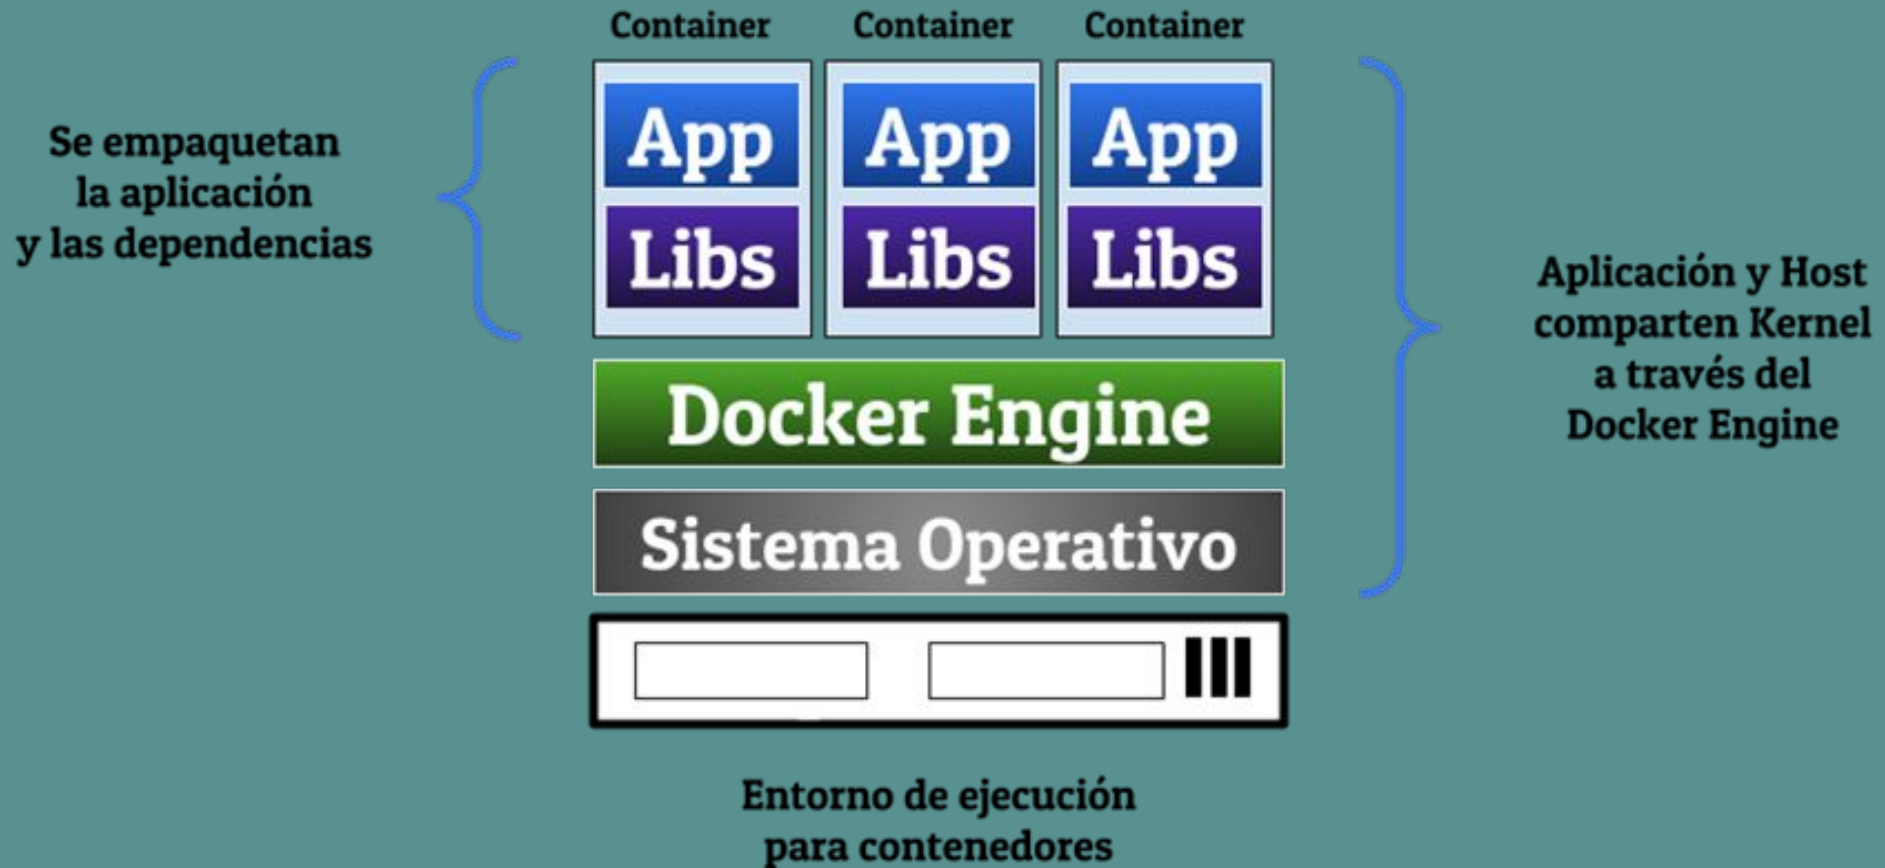 Container Container Container
Se empaquetan
la aplicación
y las dependencias
App App App
Libs Libs Libs
Aplicación y Host
comparten Kernel
a través del
Docker Engine
Docker Engine
Sistema Operativo
Entorno de ejecución
para contenedores